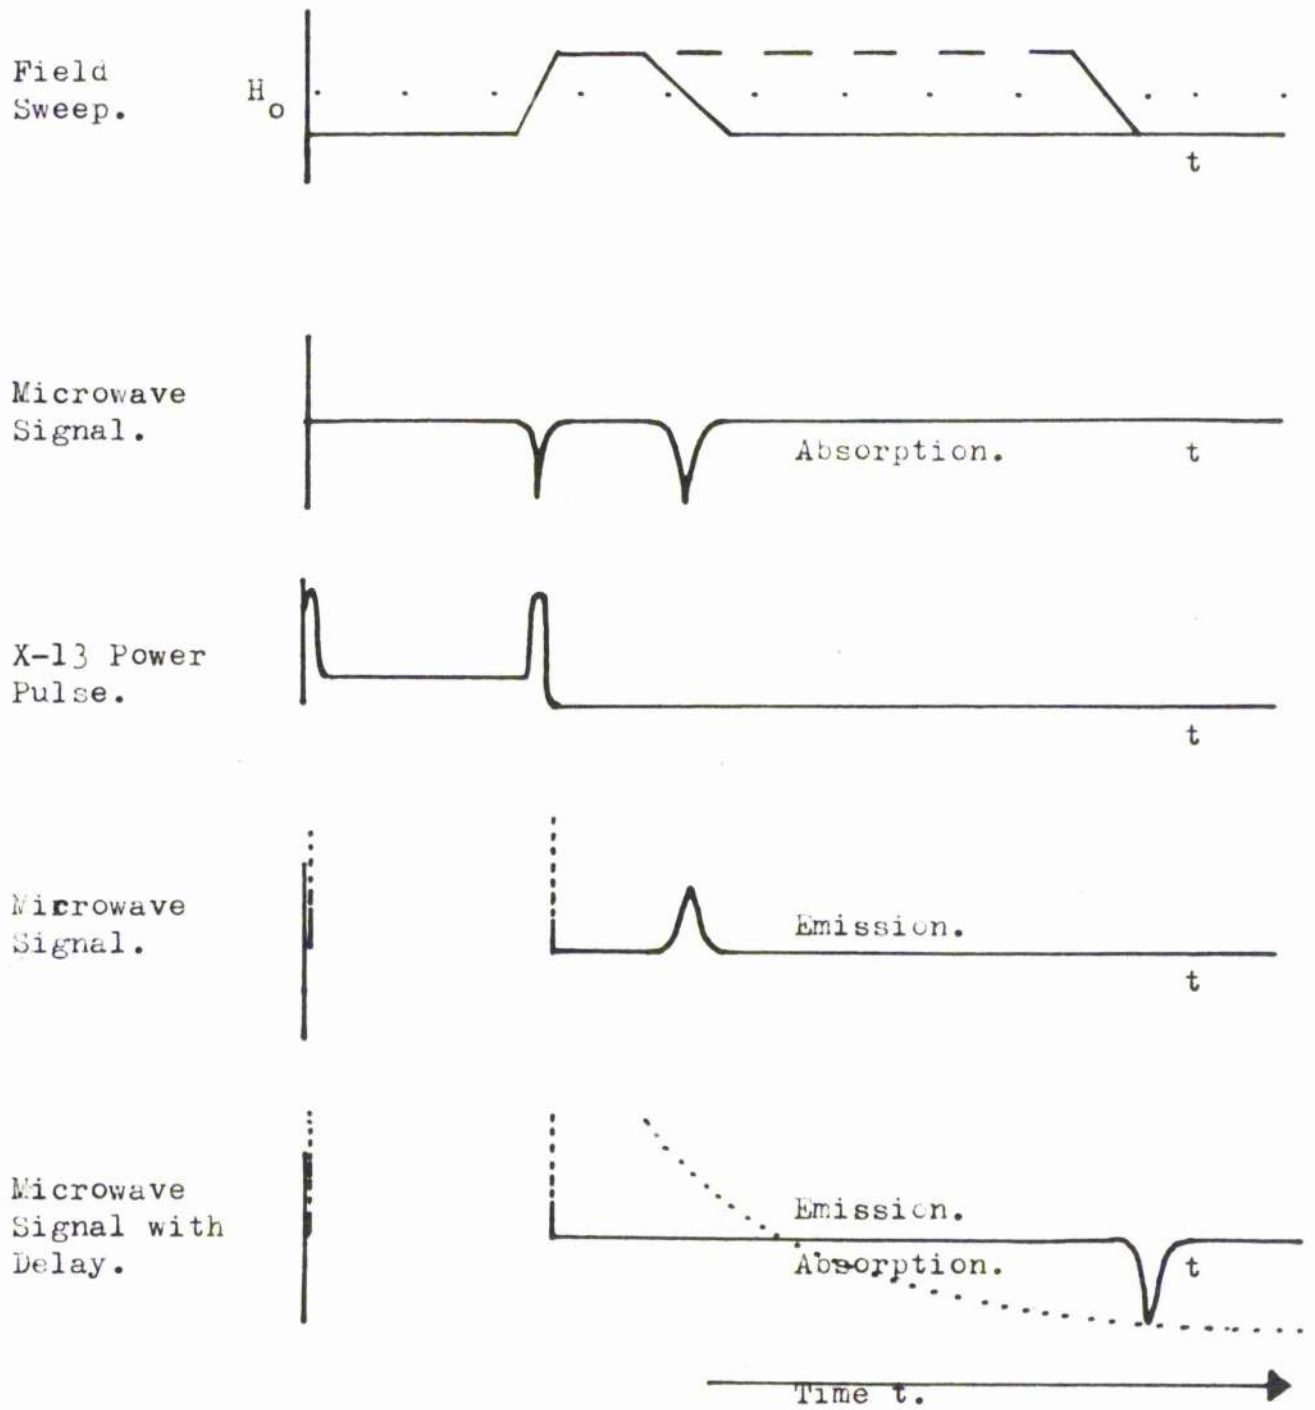 Field
Sweep.
H
o
t
Microwave
Signal.
Absorption.
t
X-13 Power
Pulse.
t
Microwave
Signal.
Emission.
t
Microwave
Signal with
Delay.
Emission.
Absorption.
t
Time t.